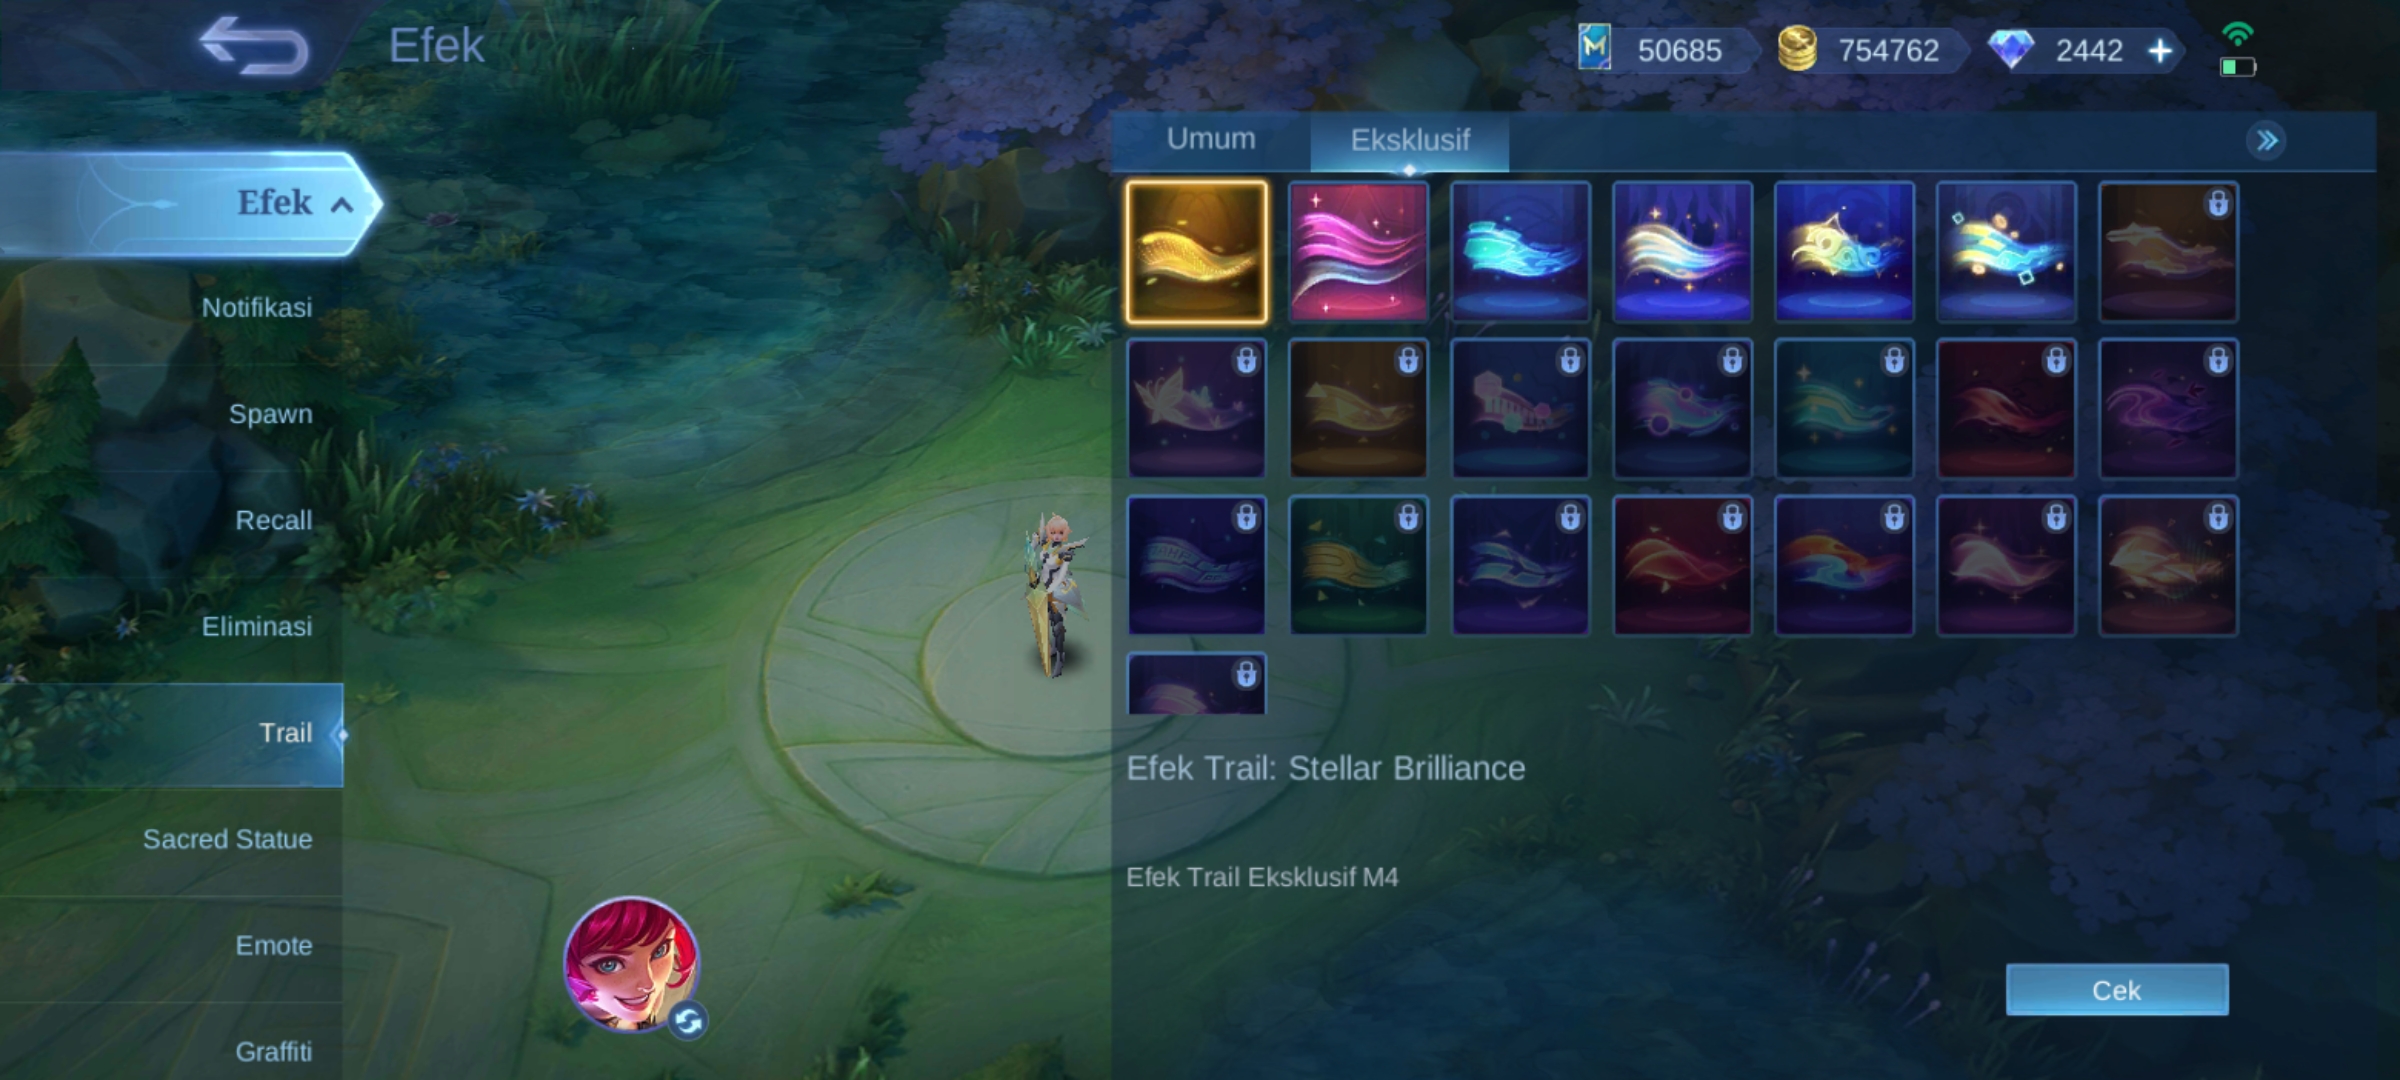 Efek
50685
754762
2442
Umum
Eksklusif
Efek
Notifikasi
Spawn
Recall
Eliminasi
Trail
Sacred Statue
Emote
Graffiti
Efek Trail: Stellar Brilliance
Efek Trail Eksklusif M4
Cek